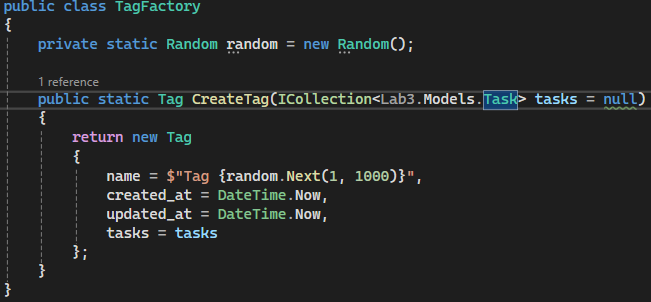 public class TagFactory
{
    private static Random random = new Random();
    1 reference
    public static Tag CreateTag(ICollection<Lab3.Models.Task> tasks = null)
    {
        return new Tag
        {
            name = $"Tag {random.Next(1, 1000)}",
            created_at = DateTime.Now,
            updated_at = DateTime.Now,
            tasks = tasks
        };
    }
}